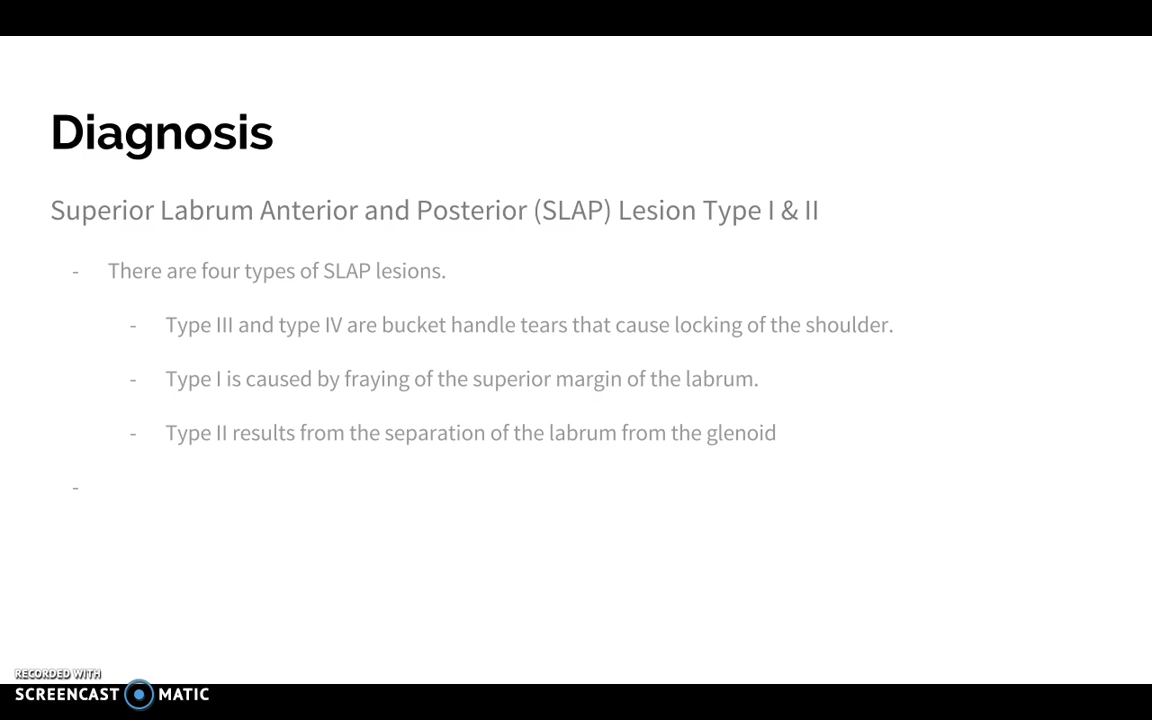 Diagnosis
Superior Labrum Anterior and Posterior (SLAP) Lesion Type I & II
- There are four types of SLAP lesions.
- Type III and type IV are bucket handle tears that cause locking of the shoulder.
- Type I is caused by fraying of the superior margin of the labrum.
- Type II results from the separation of the labrum from the glenoid
-
RECORDED WITH
SCREENCAST MATIC